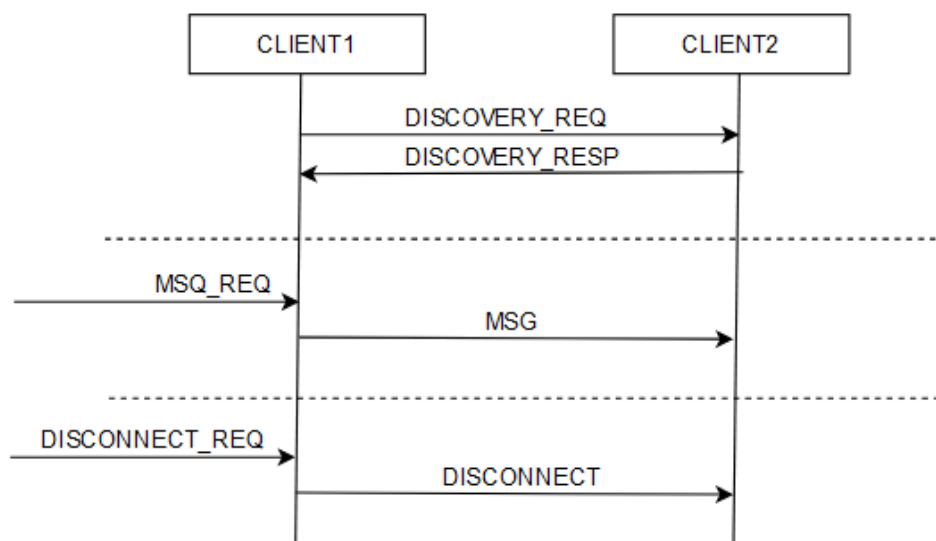 CLIENT1
CLIENT2
DISCOVERY_REQ
DISCOVERY_RESP
MSQ_REQ
MSG
DISCONNECT_REQ
DISCONNECT